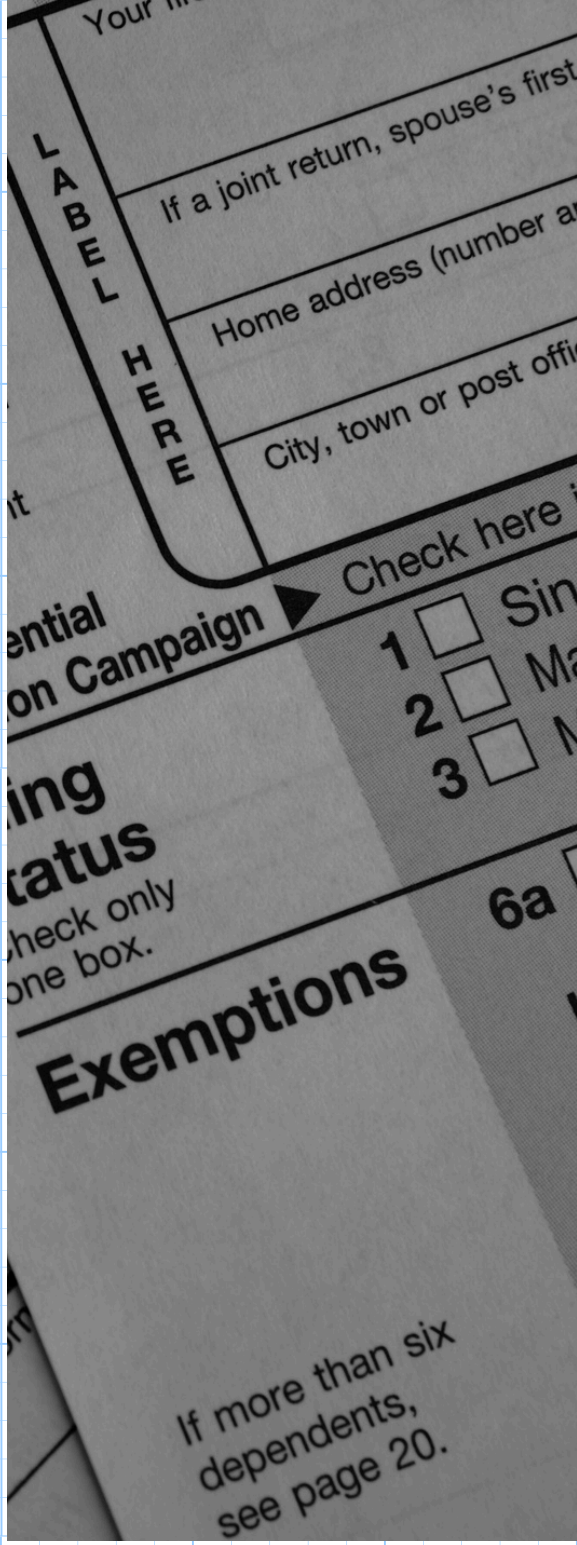 Your
LABEL HERE
If a joint return, spouse's first
Home address (number
City, town or post
nt
ential
on Campaign
Check here
1
2
3
ing
tatus
heck only
one box.
6a
Exemptions
If more than six
dependents,
see page 20.